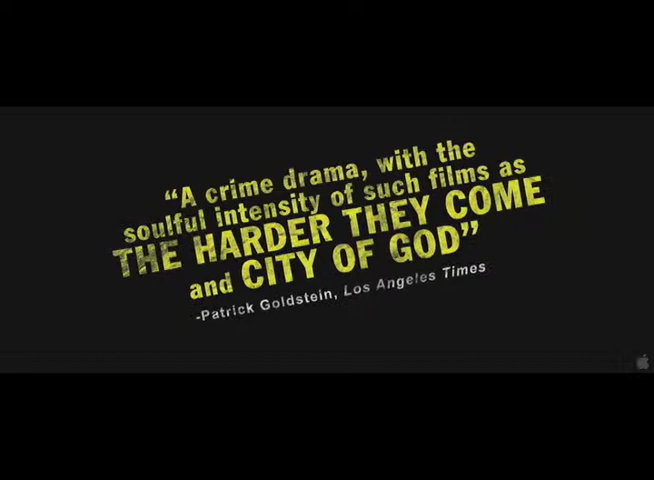 “A crime drama, with the
soulful intensity of such films as
THE HARDER THEY COME
and CITY OF GOD”
-Patrick Goldstein, Los Angeles Times